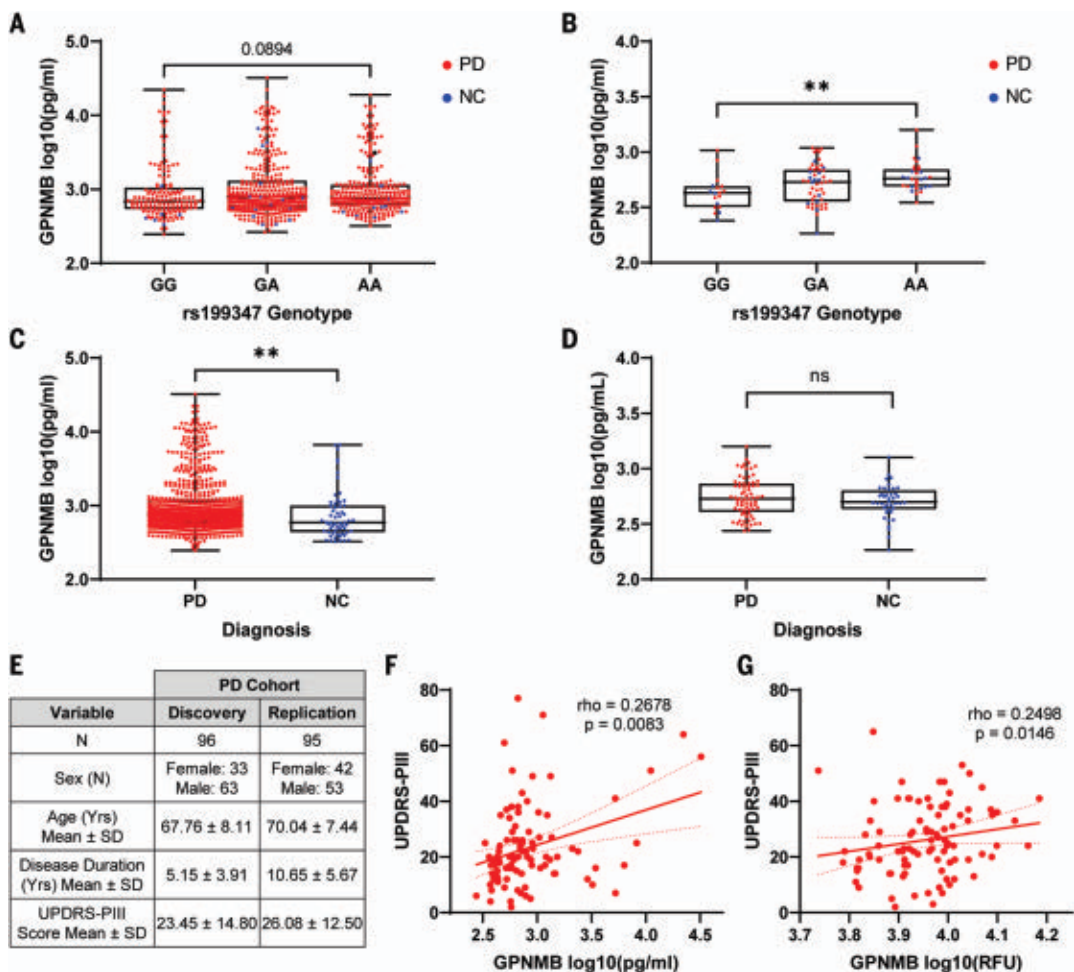 A
GPNMB log10(pg/ml)
5.0
4.0
3.0
2.0
0.0894
PD
NC
GG
GA
AA
rs199347 Genotype
B
GPNMB log10(pg/ml)
4.0
3.5
3.0
2.5
2.0
**
PD
NC
GG
GA
AA
rs199347 Genotype
C
GPNMB log10(pg/ml)
5.0
4.0
3.0
2.0
**
PD
NC
Diagnosis
D
GPNMB log10(pg/mL)
4.0
3.5
3.0
2.5
2.0
ns
PD
NC
Diagnosis
E
PD Cohort
Variable Discovery Replication
N 96 95
Sex (N) Female: 33 Female: 42
Male: 63 Male: 53
Age (Yrs)
Mean ± SD 67.76 ± 8.11 70.04 ± 7.44
Disease Duration
(Yrs) Mean ± SD 5.15 ± 3.91 10.65 ± 5.67
UPDRS-PIII
Score Mean ± SD 23.45 ± 14.80 26.08 ± 12.50
F
UPDRS-PIII
80
60
40
20
0
rho = 0.2678
p = 0.0083
2.5 3.0 3.5 4.0 4.5
GPNMB log10(pg/ml)
G
UPDRS-PIII
80
60
40
20
0
rho = 0.2498
p = 0.0146
3.7 3.8 3.9 4.0 4.1 4.2
GPNMB log10(RFU)